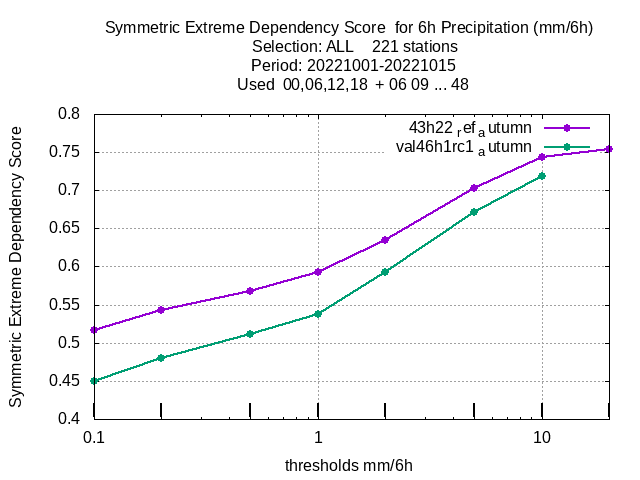 Symmetric Extreme Dependency Score  for 6h Precipitation (mm/6h)
Selection: ALL    221 stations
Period: 20221001-20221015
Used  00,06,12,18  + 06 09 ... 48
43h22_ref_autumn
val46h1rc1_autumn
Symmetric Extreme Dependency Score
0.8
0.75
0.7
0.65
0.6
0.55
0.5
0.45
0.4
0.1
1
10
thresholds mm/6h